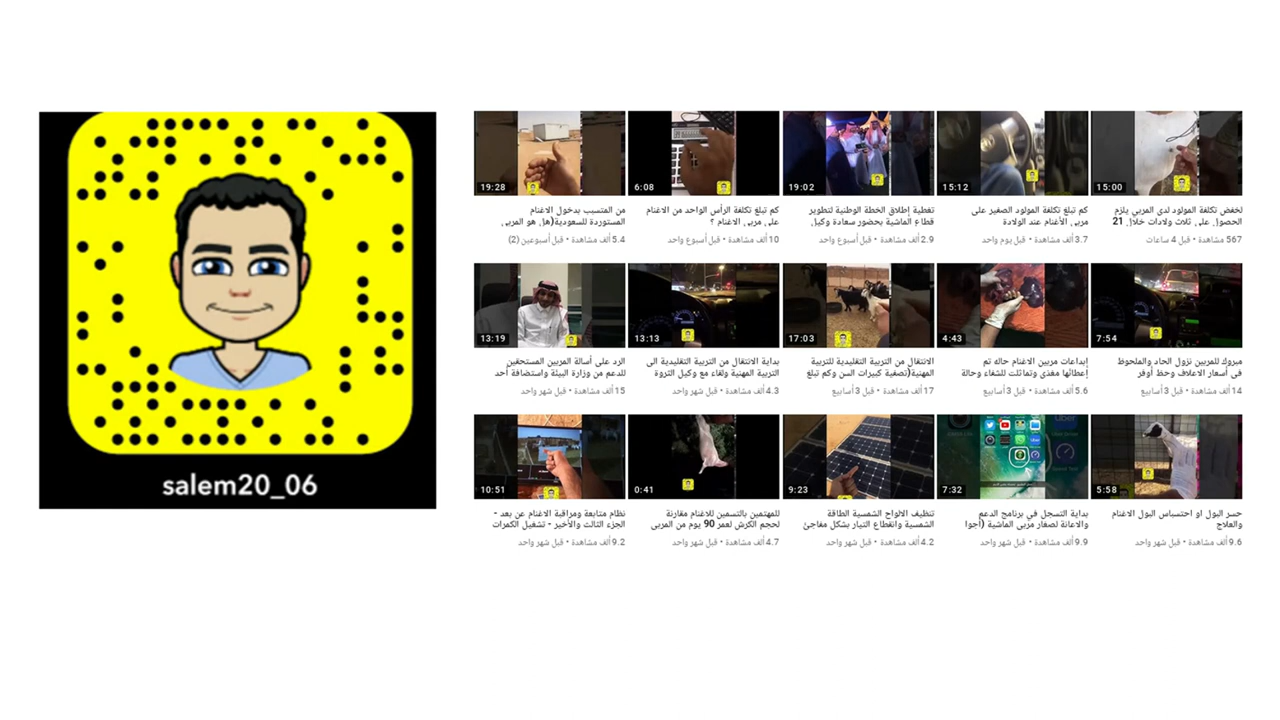 salem20_06
15:00
لخفض تكلفة المولود لدى المربي يلزم
الحصول على ثلاث ولادات خلال 21
567 مشاهدة • قبل 4 ساعات
15:12
كم تبلغ تكلفة المولود الصغير على
مربي الأغنام عند الولادة
3.7 ألف مشاهدة • قبل يوم واحد
19:02
تغطية إطلاق الخطة الوطنية لتطوير
قطاع الماشية بحضور سعادة وكيل
2.9 ألف مشاهدة • قبل أسبوع واحد
6:08
كم تبلغ تكلفة الرأس الواحد من الاغنام
على مربي الاغنام ؟
10 ألف مشاهدة • قبل أسبوع واحد
19:28
من المتسبب بدخول الاغنام
المستوردة للسعودية(هل هو المربي
5.4 ألف مشاهدة • قبل أسبوعين (2)
7:54
مبروك للمربين نزول الحاد والملحوظ
في أسعار الاعلاف وحظ أوفر
14 ألف مشاهدة • قبل 3 أسابيع
4:43
إبداعات مربين الاغنام حاله تم
إعطائها مغذي وتماثلت للشفاء وحالة
5.6 ألف مشاهدة • قبل 3 أسابيع
17:03
الانتقال من التربية التقليدية للتربية
المهنية(تصفية كبيرات السن وكم تبلغ
17 ألف مشاهدة • قبل 3 أسابيع
13:13
بداية الانتقال من التربية التقليدية الى
التربية المهنية ولقاء مع وكيل الثروة
4.3 ألف مشاهدة • قبل شهر واحد
13:19
الرد على أسالة المربين المستحقين
للدعم من وزارة البيئة واستضافة أحد
15 ألف مشاهدة • قبل شهر واحد
5:58
حسر البول او احتسباس البول الاغنام
والعلاج
9.6 ألف مشاهدة • قبل شهر واحد
7:32
بداية التسجل في برنامج الدعم
والاعانة لصغار مربي الماشية (أجوا
9.9 ألف مشاهدة • قبل شهر واحد
9:23
تنظيف الالواح الشمسية الطاقة
الشمسية وانقطاع التيار بشكل مفاجئ
4.2 ألف مشاهدة • قبل شهر واحد
0:41
للمهتمين بالتسمين للاغنام مقارنة
لحجم الكرش لعمر 90 يوم من المربي
4.7 ألف مشاهدة • قبل شهر واحد
10:51
نظام متابعة ومراقبة الاغنام عن بعد -
الجزء الثالث والأخير - تشغيل الكمرات
9.2 ألف مشاهدة • قبل شهر واحد